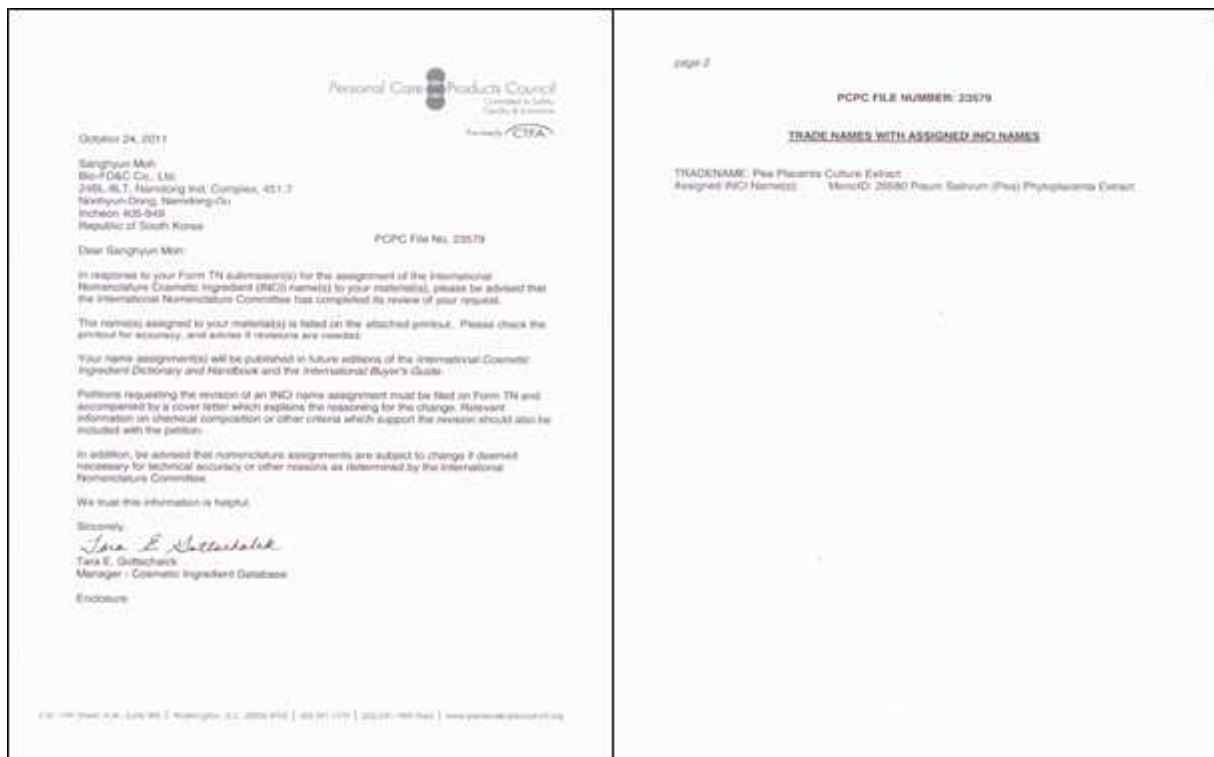 Personal Care Products Council
Committed to Safety,
Quality & Innovation
Formerly CTFA
October 24, 2011
Sanghyun Moh
Bio-FD&C Co., Ltd.
Namdong Ind. Complex,
Nonhyun-Dong, Namdong-Gu
Incheon 405-849
Republic of South Korea
PCPC File No. 23579
Dear Sanghyun Moh:
In response to your Form TN submission(s) for the assignment of the International
Nomenclature Cosmetic Ingredient (INCI) name(s) to your material(s), please be advised that
the International Nomenclature Committee has completed its review of your request.
The name(s) assigned to your material(s) is listed on the attached printout. Please check the
printout for accuracy, and advise if revisions are needed.
Your name assignment(s) will be published in future editions of the International Cosmetic
Ingredient Dictionary and Handbook and the International Buyer's Guide.
Petitions requesting the revision of an INCI name assignment must be filed on Form TN and
accompanied by a cover letter which explains the reasoning for the change. Relevant
information on chemical composition or other criteria which support the revision should also be
included with the petition.
In addition, be advised that nomenclature assignments are subject to change if deemed
necessary for technical accuracy or other reasons as determined by the International
Nomenclature Committee.
We trust this information is helpful.
Sincerely,
Tara E. Gottschalck
Tara E. Gottschalck
Manager - Cosmetic Ingredient Database
Enclosure
page 2
PCPC FILE NUMBER: 23579
TRADE NAMES WITH ASSIGNED INCI NAMES
TRADENAME: Pea Placenta Culture Extract
Assigned INCI Name(s): MonoID: 26680 Pisum Sativum (Pea) Phytoplacenta Extract